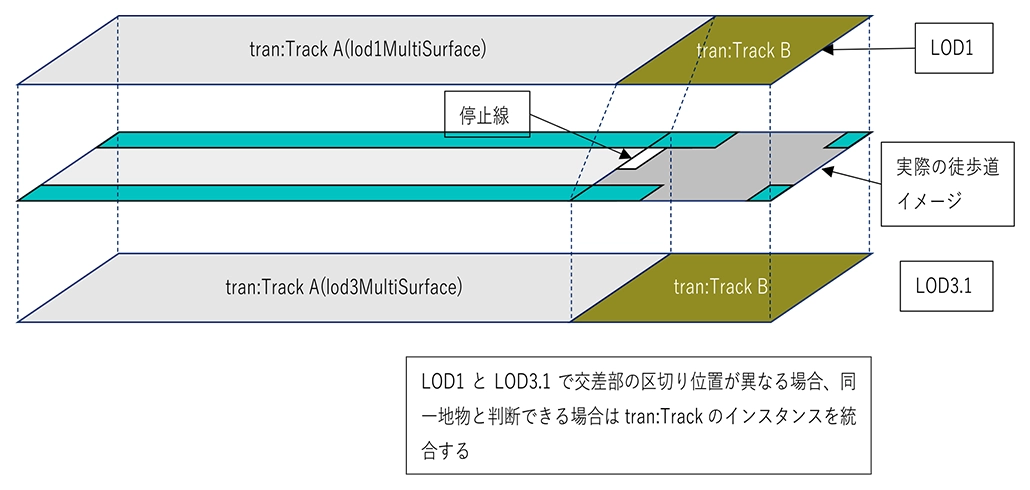 tran:Track A(lod1MultiSurface)
tran:Track B
LOD1
停止線
実際の徒歩道
イメージ
tran:Track A(lod3MultiSurface)
tran:Track B
LOD3.1
LOD1 と LOD3.1 で交差部の区切り位置が異なる場合、同
一地物と判断できる場合は tran:Track のインスタンスを統
合する